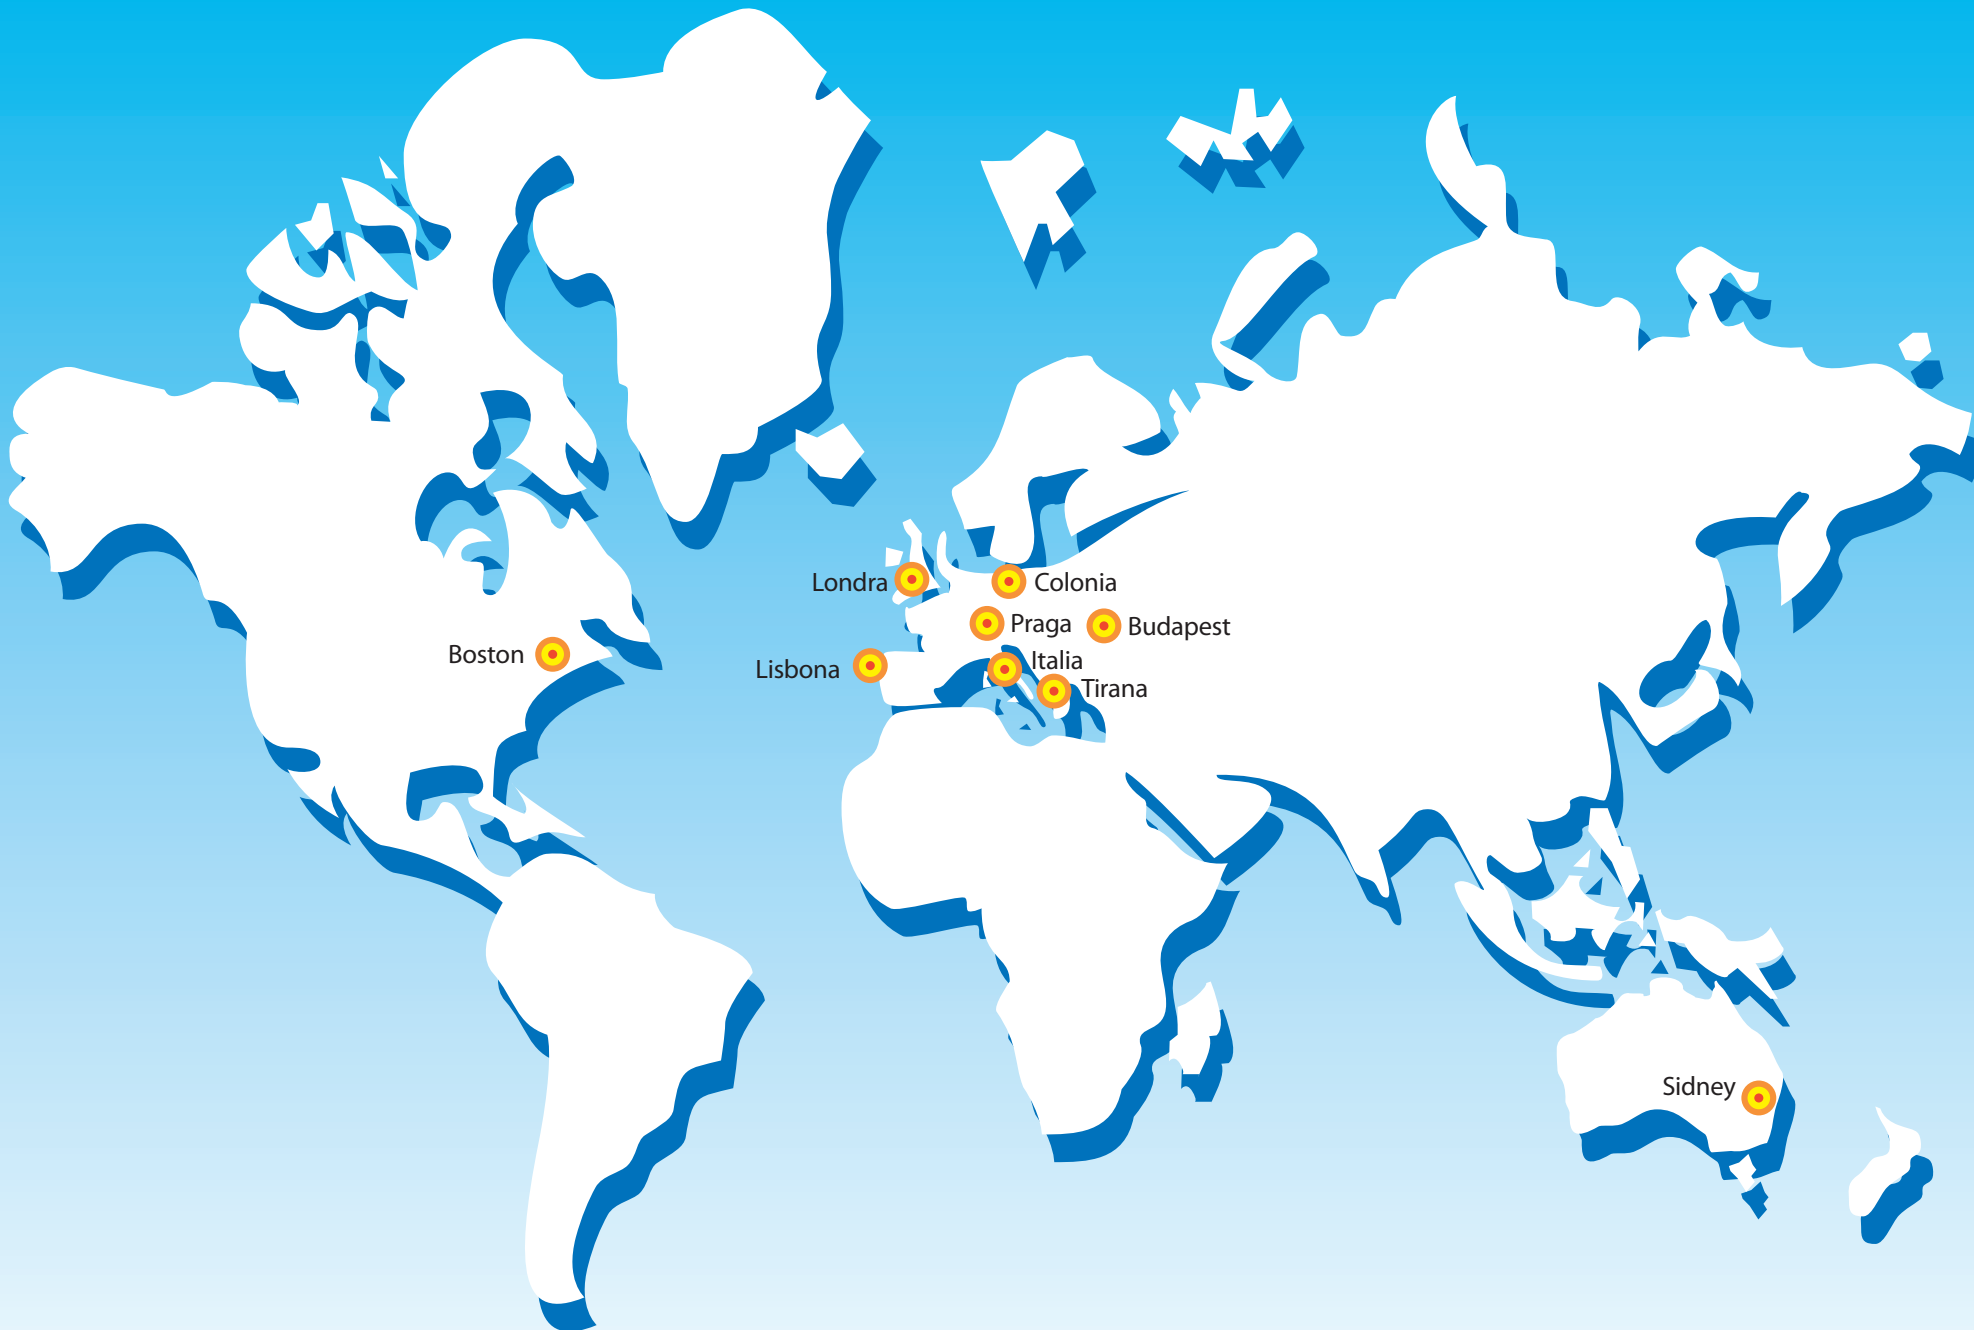 Londra
Colonia
Praga
Budapest
Boston
Lisbona
Italia
Tirana
Sidney